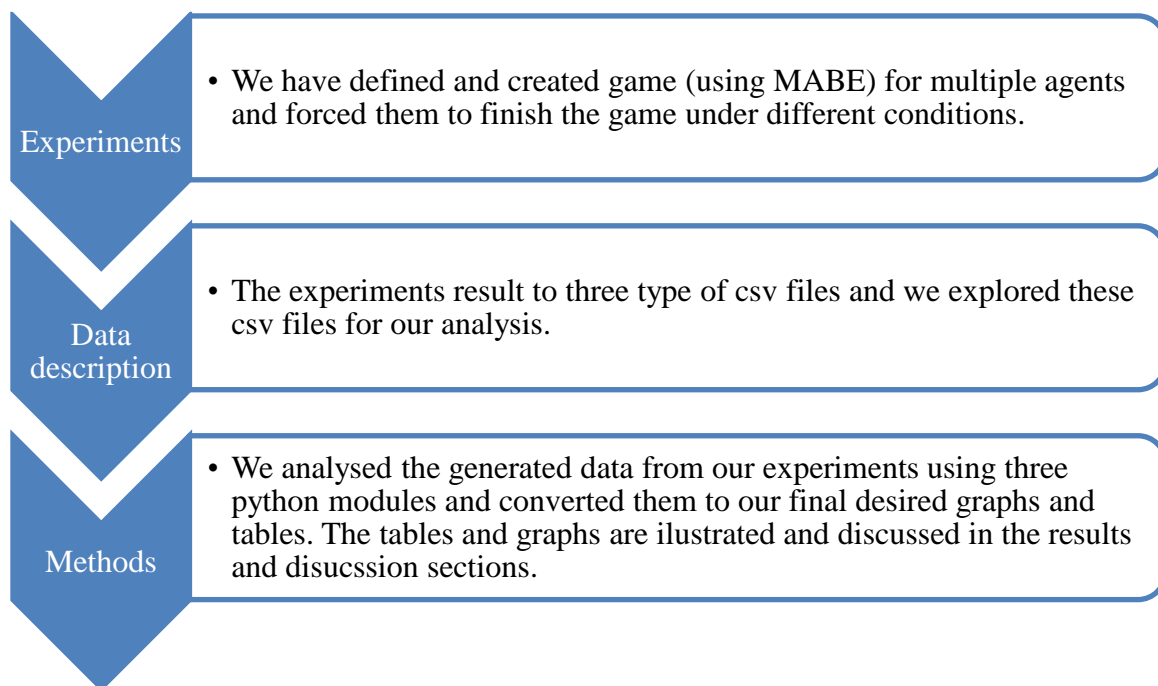 Experiments
• We have defined and created game (using MABE) for multiple agents
and forced them to finish the game under different conditions.
Data
description
• The experiments result to three type of csv files and we explored these
csv files for our analysis.
Methods
• We analysed the generated data from our experiments using three
python modules and converted them to our final desired graphs and
tables. The tables and graphs are ilustrated and discussed in the results
and disucssion sections.